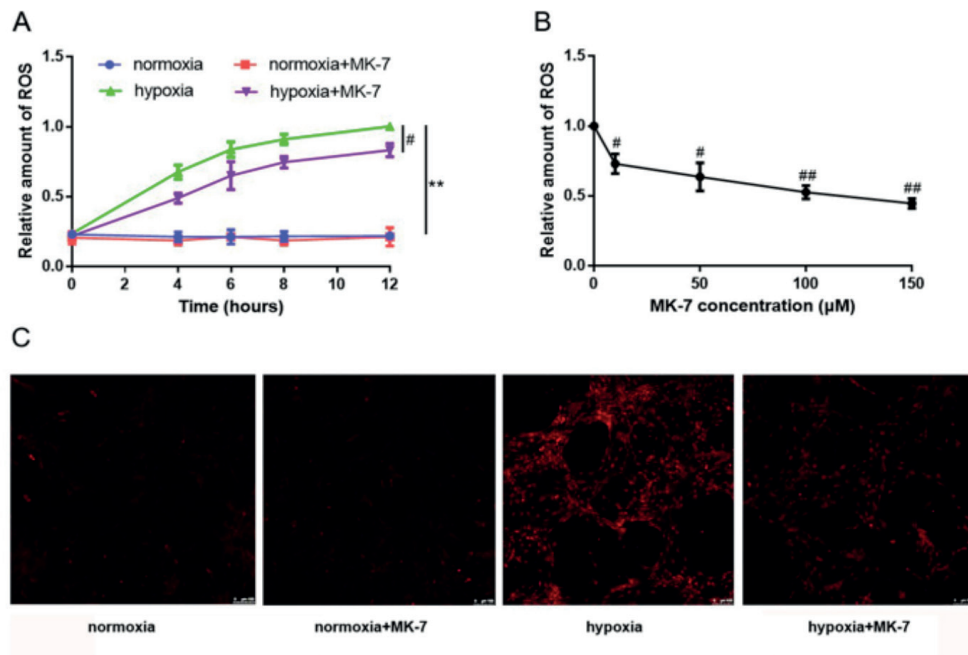 A
Relative amount of ROS
1.5
1.0
0.5
0.0
normoxia
normoxia+MK-7
hypoxia
hypoxia+MK-7
#
**
0 2 4 6 8 10 12
Time (hours)
B
Relative amount of ROS
1.5
1.0
0.5
0.0
#
#
##
##
0 50 100 150
MK-7 concentration (µM)
C
normoxia
normoxia+MK-7
hypoxia
hypoxia+MK-7